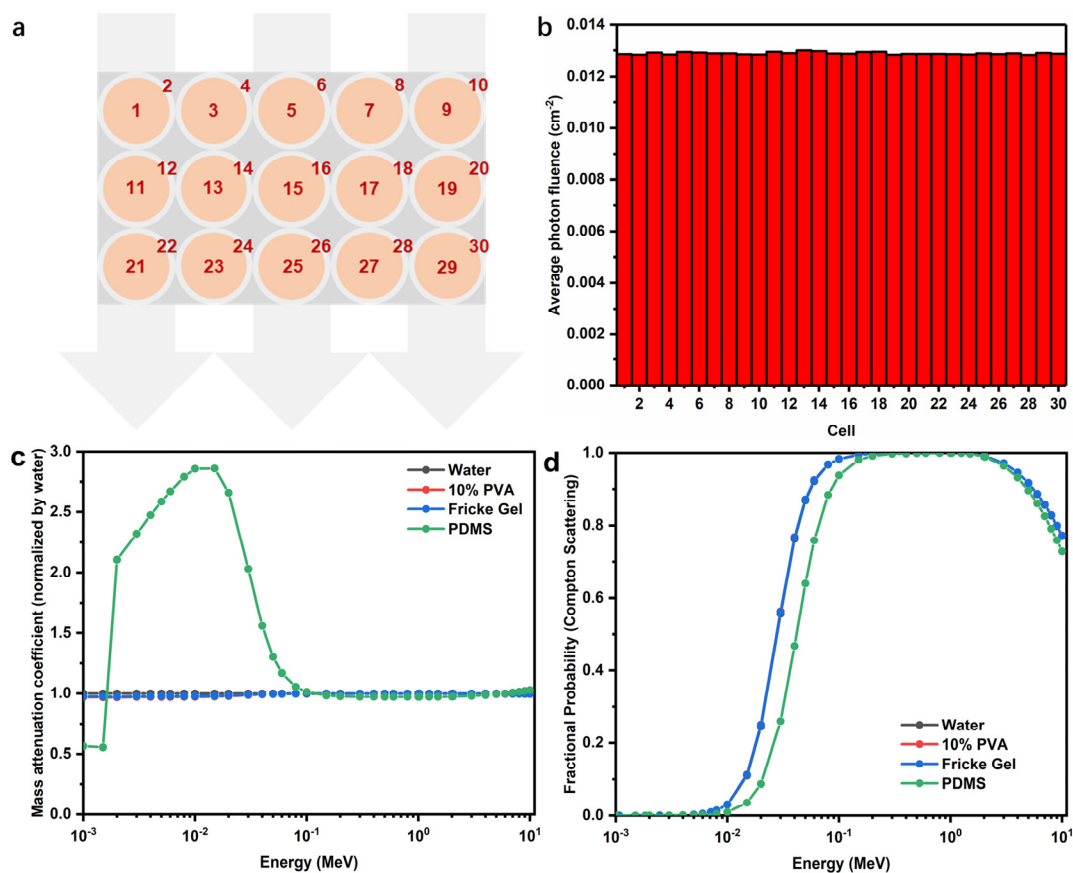 a
2
4
6
8
10
1
3
5
7
9
12
14
16
18
20
11
13
15
17
19
22
24
26
28
30
21
23
25
27
29
b
Average photon fluence (cm-2)
0.014
0.012
0.010
0.008
0.006
0.004
0.002
0.000
2 4 6 8 10 12 14 16 18 20 22 24 26 28 30
Cell
c
Mass attenuation coefficient (normalized by water)
3.0
2.5
2.0
1.5
1.0
0.5
0.0
Water
10% PVA
Fricke Gel
PDMS
10-3 10-2 10-1 100 101
Energy (MeV)
d
Fractional Probability (Compton Scattering)
1.0
0.8
0.6
0.4
0.2
0.0
Water
10% PVA
Fricke Gel
PDMS
10-3 10-2 10-1 100 101
Energy (MeV)